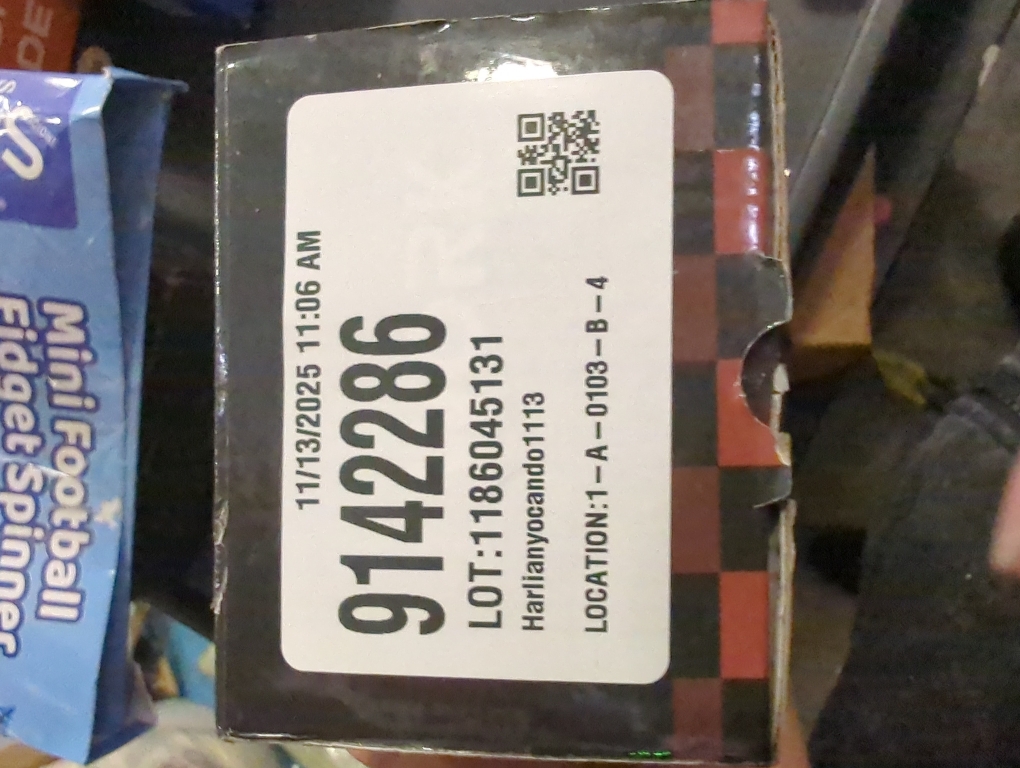 11/13/2025 11:06 AM
9142286
LOT:1186045131
Harlianyocando1113
LOCATION:1-A-0103-B-4
Mini Football
Fidget Spinner